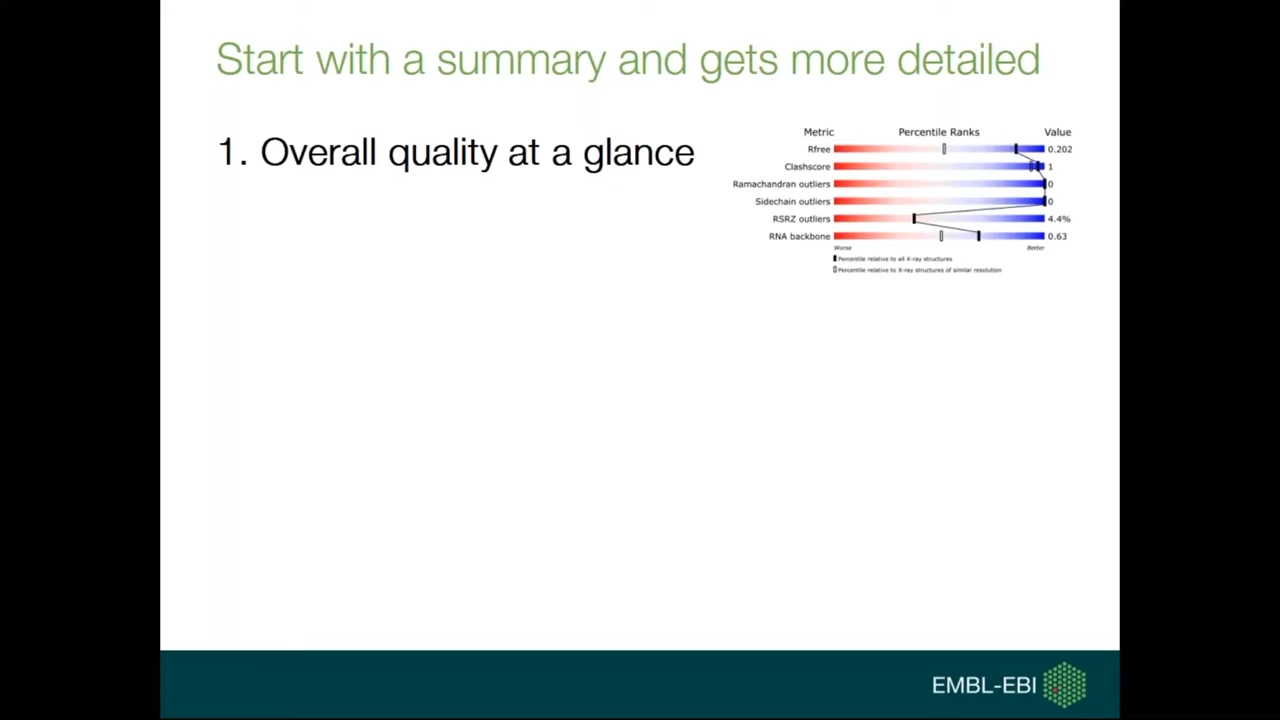 Start with a summary and gets more detailed
1. Overall quality at a glance
Metric Percentile Ranks Value
Rfree 0.202
Clashscore 1
Ramachandran outliers 0
Sidechain outliers 0
RSRZ outliers 4.4%
RNA backbone 0.63
Worse Better
Percentile relative to all X-ray structures
Percentile relative to X-ray structures of similar resolution
EMBL-EBI